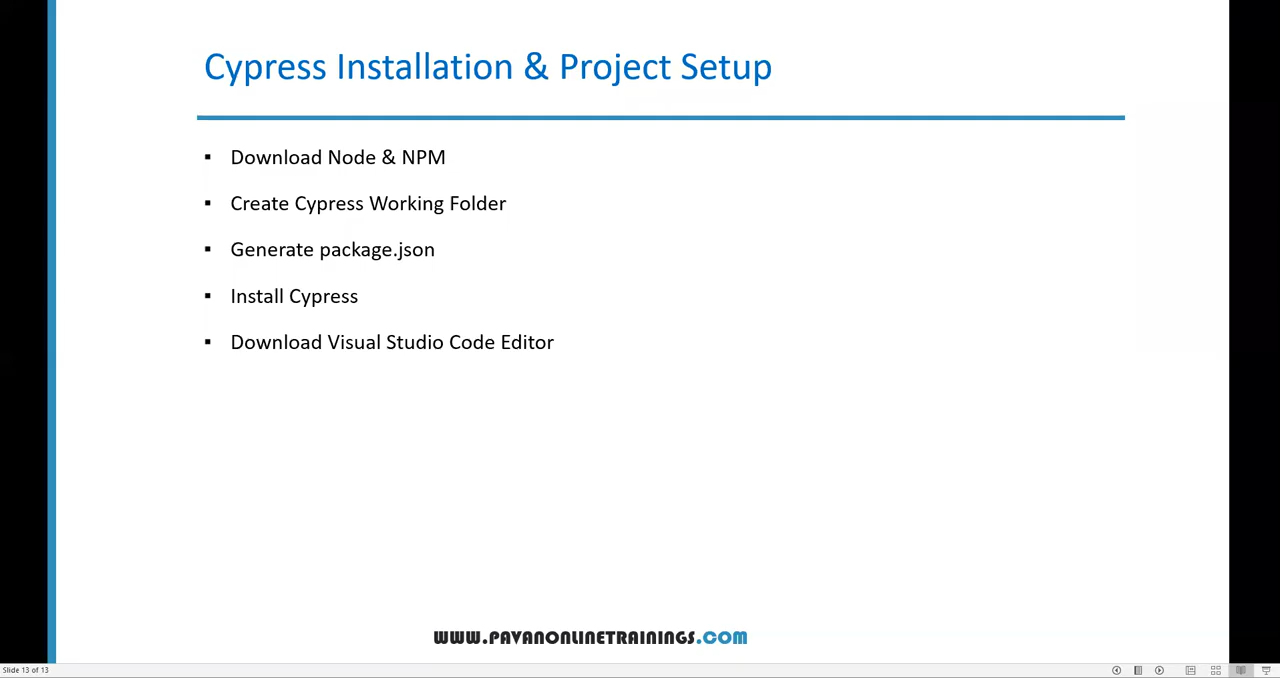 Cypress Installation & Project Setup
▪ Download Node & NPM
▪ Create Cypress Working Folder
▪ Generate package.json
▪ Install Cypress
▪ Download Visual Studio Code Editor
WWW.PAVANONLINETRAININGS.COM
Slide 13 of 13